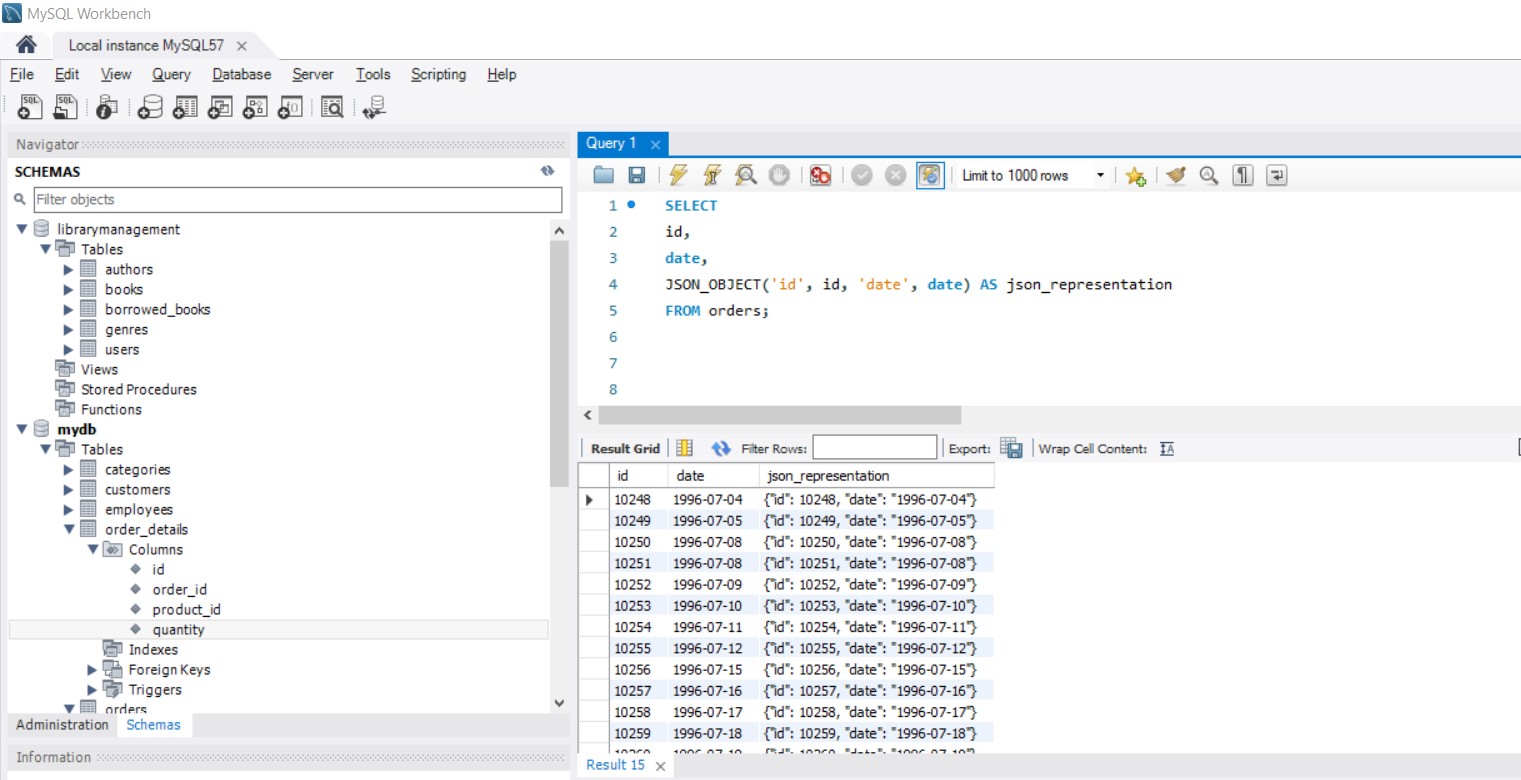 MySQL Workbench
Local instance MySQL57
File Edit View Query Database Server Tools Scripting Help
Navigator
SCHEMAS
Filter objects
librarymanagement
Tables
authors
books
borrowed_books
genres
users
Views
Stored Procedures
Functions
mydb
Tables
categories
customers
employees
order_details
Columns
id
order_id
product_id
quantity
Indexes
Foreign Keys
Triggers
orders
Administration Schemas
Information
Query 1
Limit to 1000 rows
1 SELECT
2 id,
3 date,
4 JSON_OBJECT('id', id, 'date', date) AS json_representation
5 FROM orders;
6
7
8
Result Grid Filter Rows: Export: Wrap Cell Content:
id date json_representation
10248 1996-07-04 {"id": 10248, "date": "1996-07-04"}
10249 1996-07-05 {"id": 10249, "date": "1996-07-05"}
10250 1996-07-08 {"id": 10250, "date": "1996-07-08"}
10251 1996-07-08 {"id": 10251, "date": "1996-07-08"}
10252 1996-07-09 {"id": 10252, "date": "1996-07-09"}
10253 1996-07-10 {"id": 10253, "date": "1996-07-10"}
10254 1996-07-11 {"id": 10254, "date": "1996-07-11"}
10255 1996-07-12 {"id": 10255, "date": "1996-07-12"}
10256 1996-07-15 {"id": 10256, "date": "1996-07-15"}
10257 1996-07-16 {"id": 10257, "date": "1996-07-16"}
10258 1996-07-17 {"id": 10258, "date": "1996-07-17"}
10259 1996-07-18 {"id": 10259, "date": "1996-07-18"}
Result 15